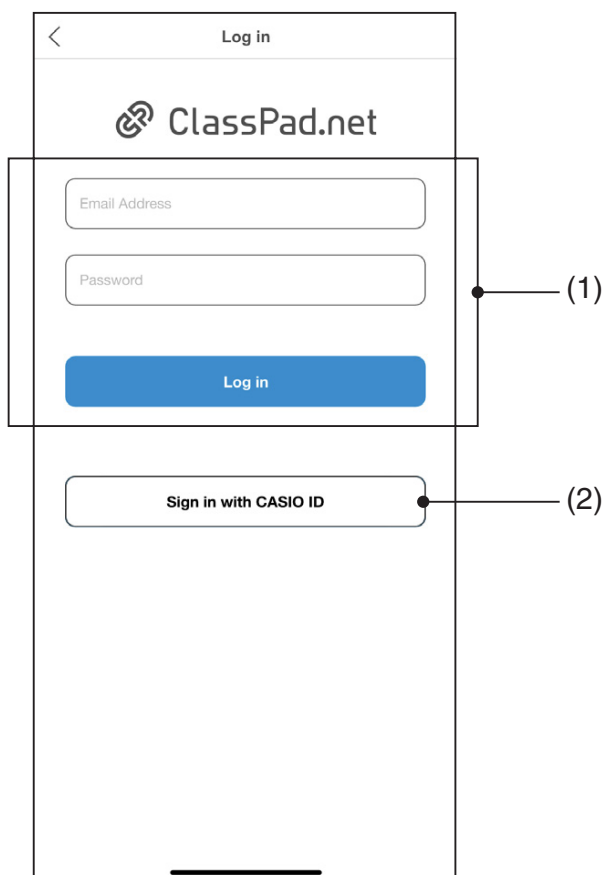 Log in
ClassPad.net
Email Address
Password
(1)
Log in
Sign in with CASIO ID
(2)